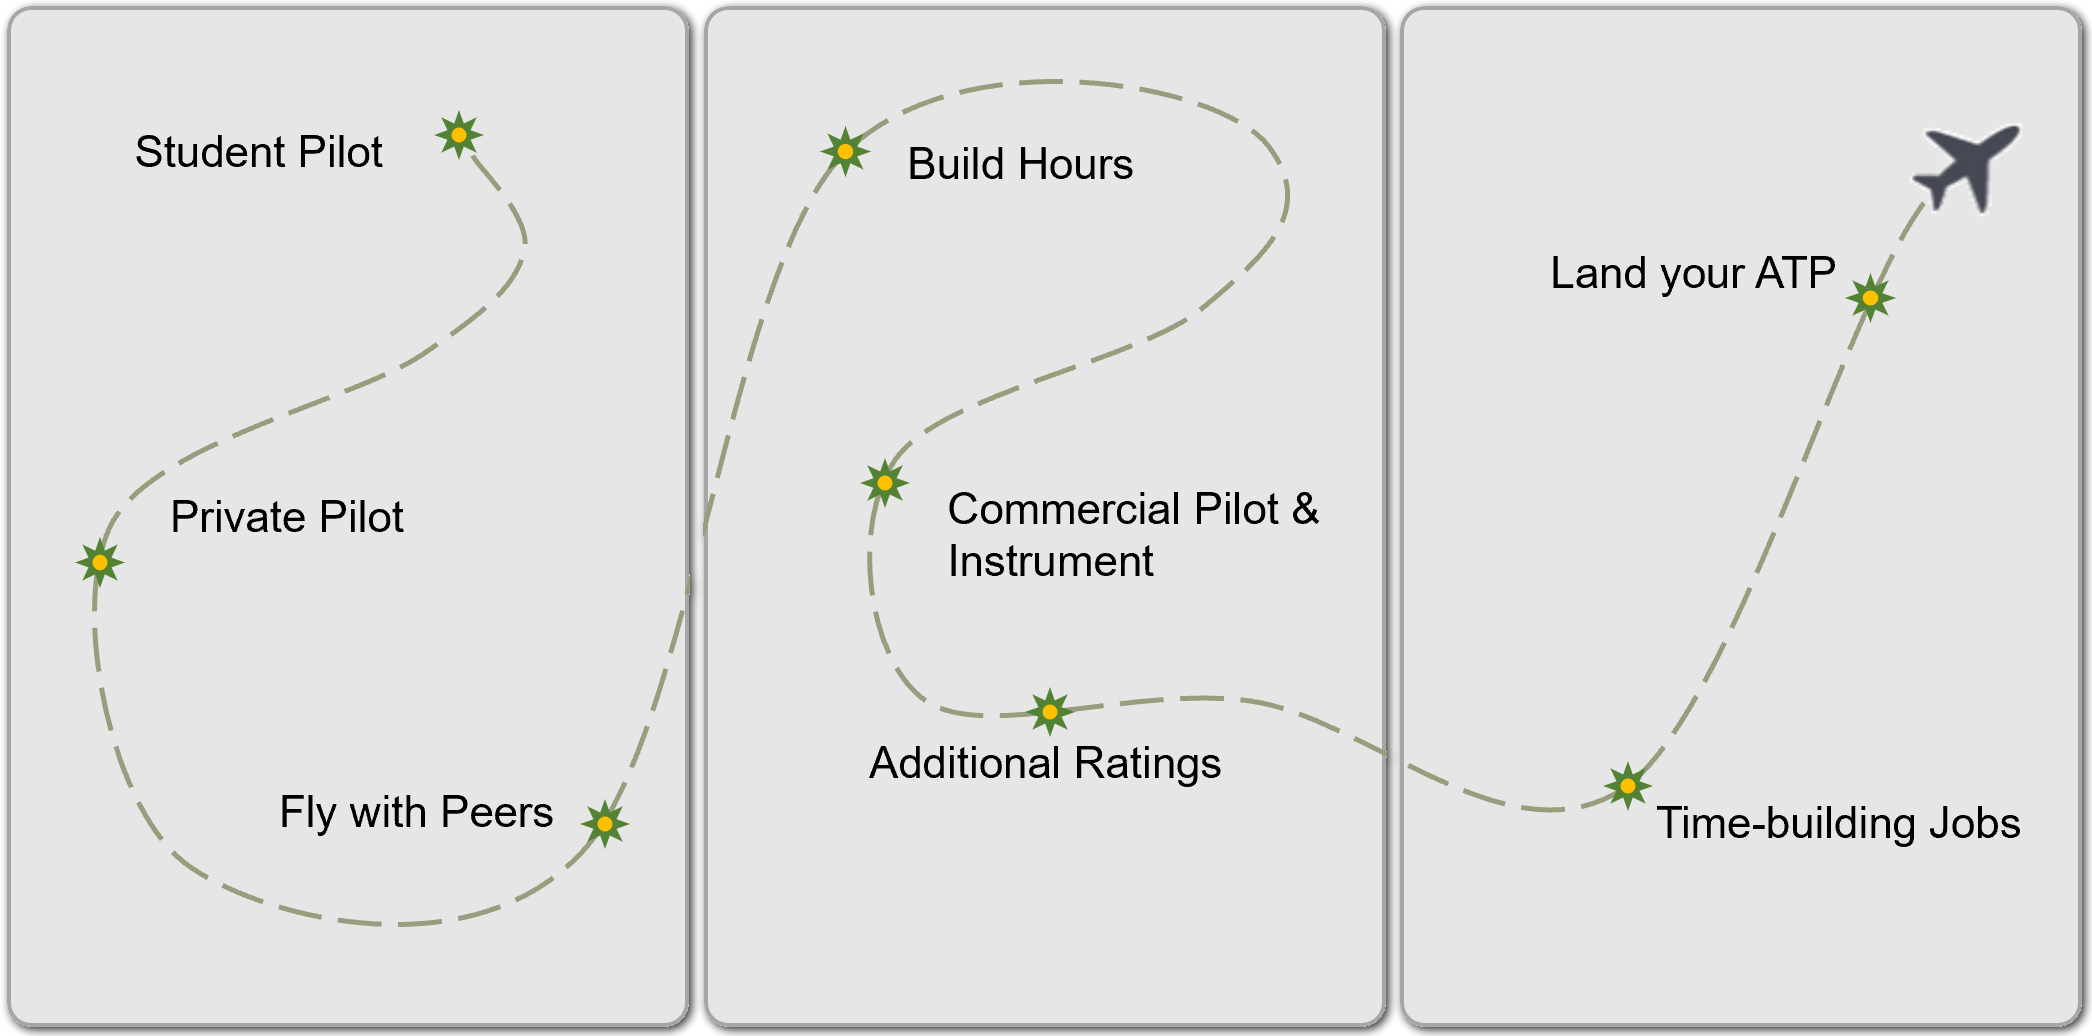 Student Pilot
Private Pilot
Fly with Peers
Build Hours
Commercial Pilot &
Instrument
Additional Ratings
Land your ATP
Time-building Jobs